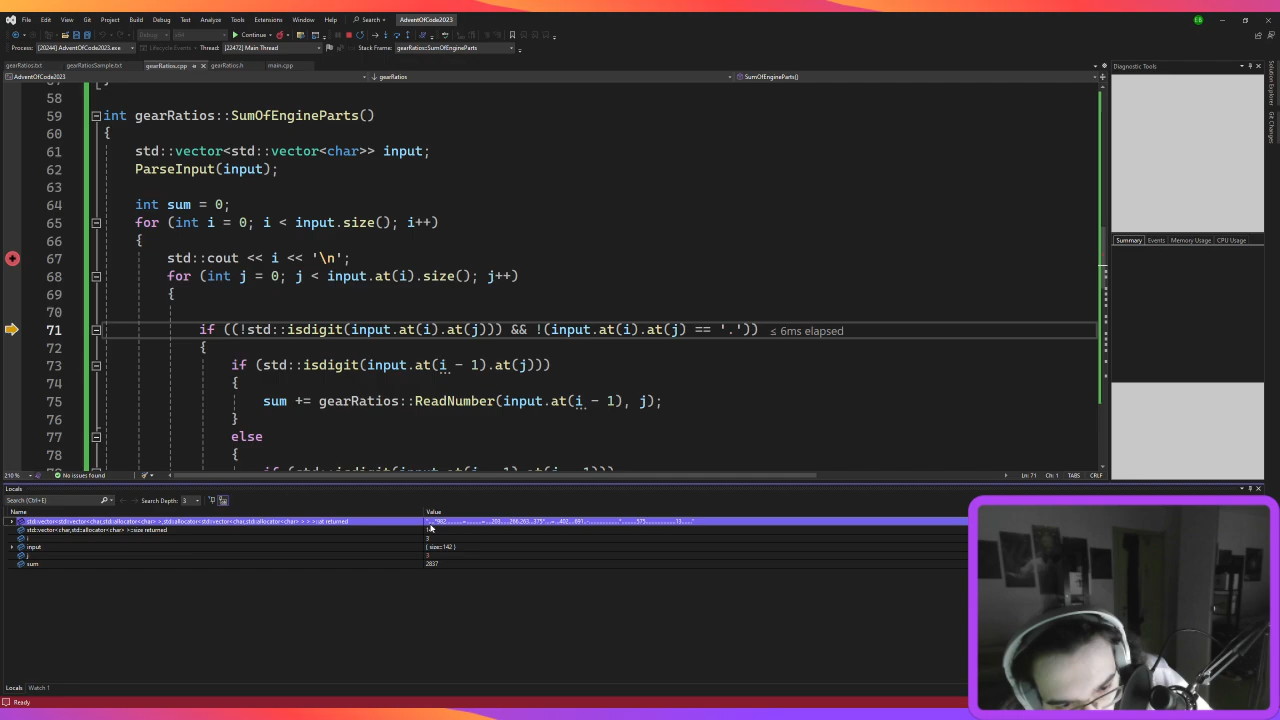 File Edit View Git Project Build Debug Test Analyze Tools Extensions Window Help Search AdventOfCode2023
Debug x64 Continue
Process: [20244] AdventOfCode2023.exe Lifecycle Events Thread: [22472] Main Thread Stack Frame: gearRatios::SumOfEngineParts
gearRatios.txt gearRatiosSample.txt gearRatios.cpp gearRatios.h main.cpp
AdventOfCode2023 gearRatios SumOfEngineParts()
58
59 int gearRatios::SumOfEngineParts()
60 {
61 std::vector<std::vector<char>> input;
62 ParseInput(input);
63
64 int sum = 0;
65 for (int i = 0; i < input.size(); i++)
66 {
67 std::cout << i << '\n';
68 for (int j = 0; j < input.at(i).size(); j++)
69 {
70
71 if ((!std::isdigit(input.at(i).at(j))) && !(input.at(i).at(j) == '.')) ≤ 6ms elapsed
72 {
73 if (std::isdigit(input.at(i - 1).at(j)))
74 {
75 sum += gearRatios::ReadNumber(input.at(i - 1), j);
76 }
77 else
78 {
210 % No issues found Ln: 71 Ch: 1 TABS CRLF
Locals
Search (Ctrl+E) Search Depth: 3
Name Value
std::vector<std::vector<char,std::allocator<char> >,std::allocator<std::vector<char,std::allocator<char> > > >::at returned
std::vector<char,std::allocator<char> >::size returned
i 3
input { size=142 }
j 3
sum 2837
Locals Watch 1
Ready
Diagnostic Tools
Summary Events Memory Usage CPU Usage
Solution Explorer
Git Changes